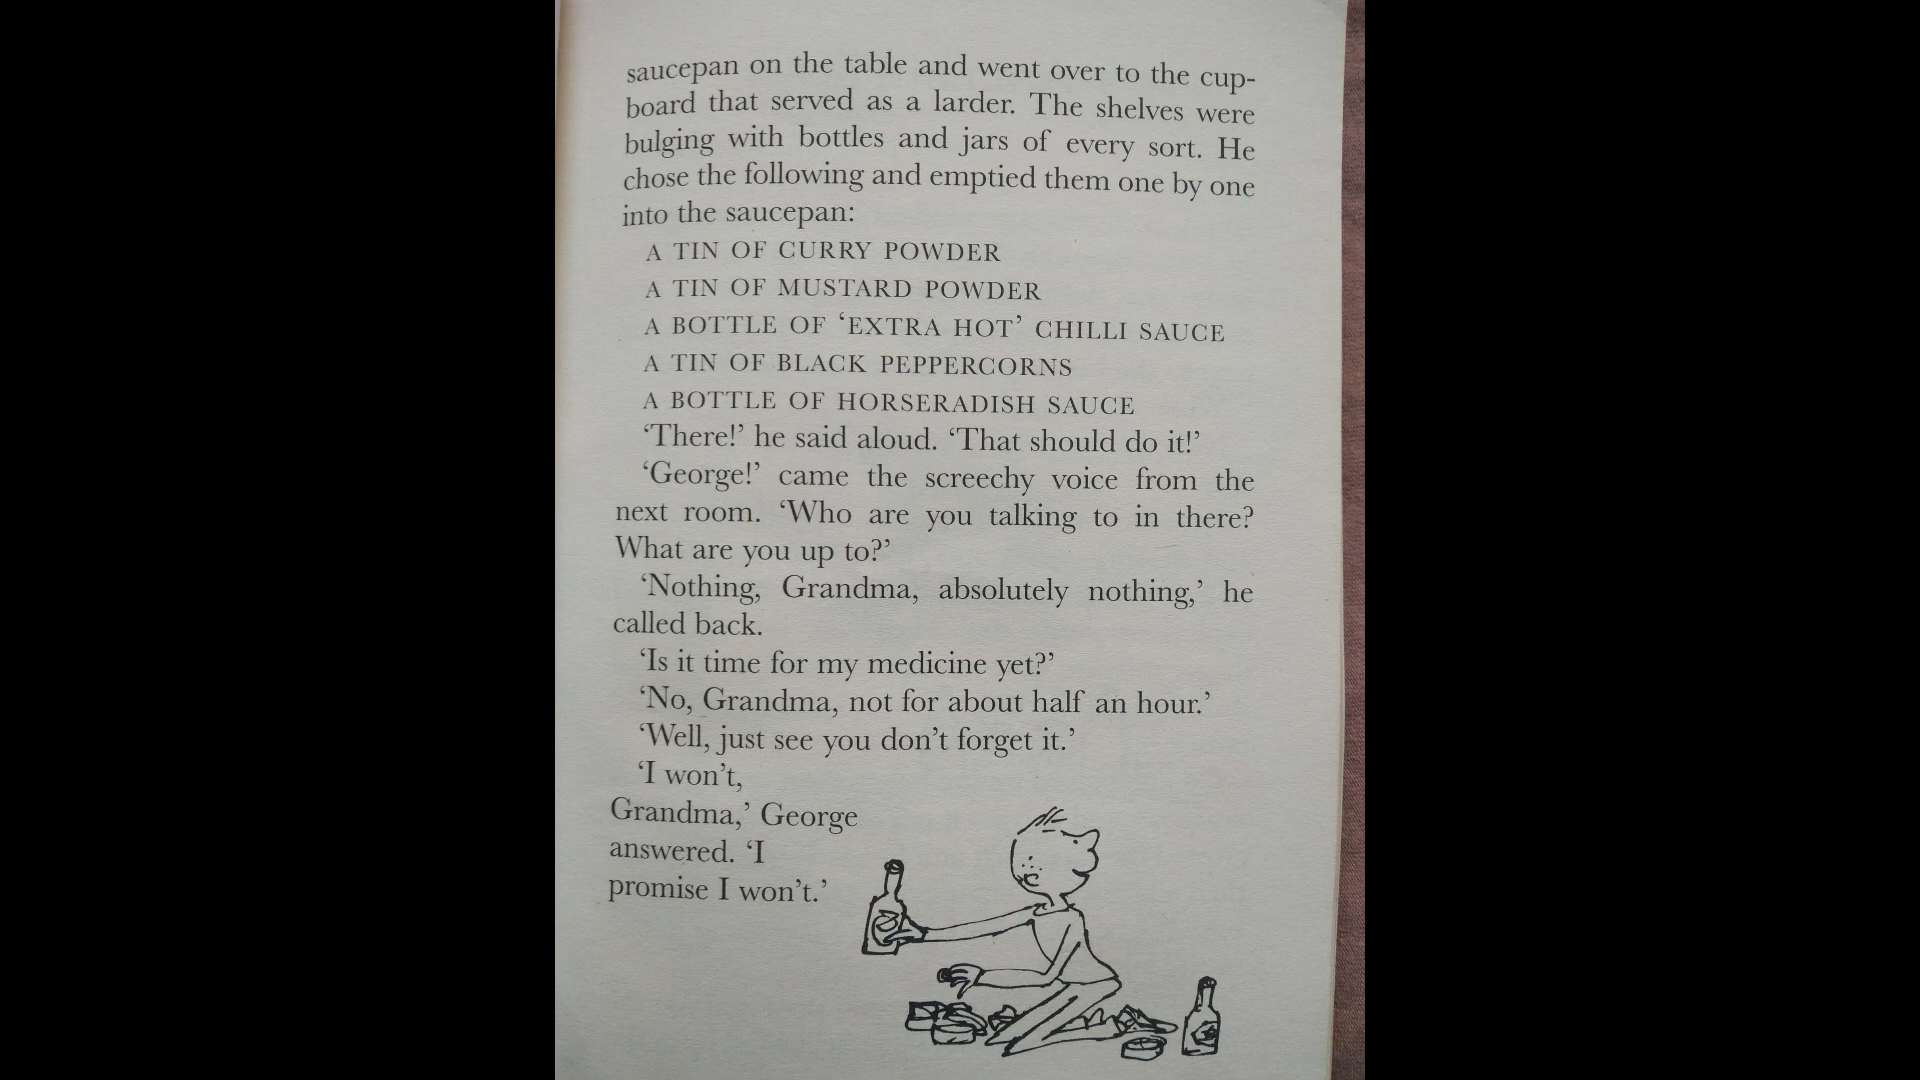 saucepan on the table and went over to the cup-
board that served as a larder. The shelves were
bulging with bottles and jars of every sort. He
chose the following and emptied them one by one
into the saucepan:
A TIN OF CURRY POWDER
A TIN OF MUSTARD POWDER
A BOTTLE OF ‘EXTRA HOT’ CHILLI SAUCE
A TIN OF BLACK PEPPERCORNS
A BOTTLE OF HORSERADISH SAUCE
‘There!’ he said aloud. ‘That should do it!’
‘George!’ came the screechy voice from the
next room. ‘Who are you talking to in there?
What are you up to?’
‘Nothing, Grandma, absolutely nothing,’ he
called back.
‘Is it time for my medicine yet?’
‘No, Grandma, not for about half an hour.’
‘Well, just see you don’t forget it.’
‘I won’t,
Grandma,’ George
answered. ‘I
promise I won’t.’